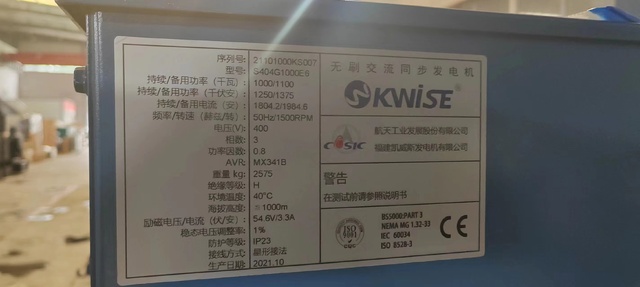 序列号: 21101000KS007
型号: S404G1000E9
持续/备用功率(千瓦): 1000/1100
持续/备用功率(千伏安): 1250/1375
持续/备用电流(安): 1804.2/1984.6
频率/转速(赫兹/转): 50Hz/1500RPM
电压(V): 400
相数: 3
功率因数: 0.8
AVR: MX341B
重量 kg: 2575
绝缘等级: H
环境温度: 40°C
海拔高度: ≤1000m
励磁电压/电流(伏/安): 54.6V/3.3A
稳态电压调整率: 1%
防护等级: IP23
接线方式: 星形接法
生产日期: 2021.10
无刷交流同步发电机
KWiSE
航天工业发展股份有限公司
福建凯威斯发电机有限公司
警告
在测试前请参照说明书
ISO
9001
BS5000:PART 3
NEMA MG 1.32-33
IEC 60034
ISO 8528-3
CE